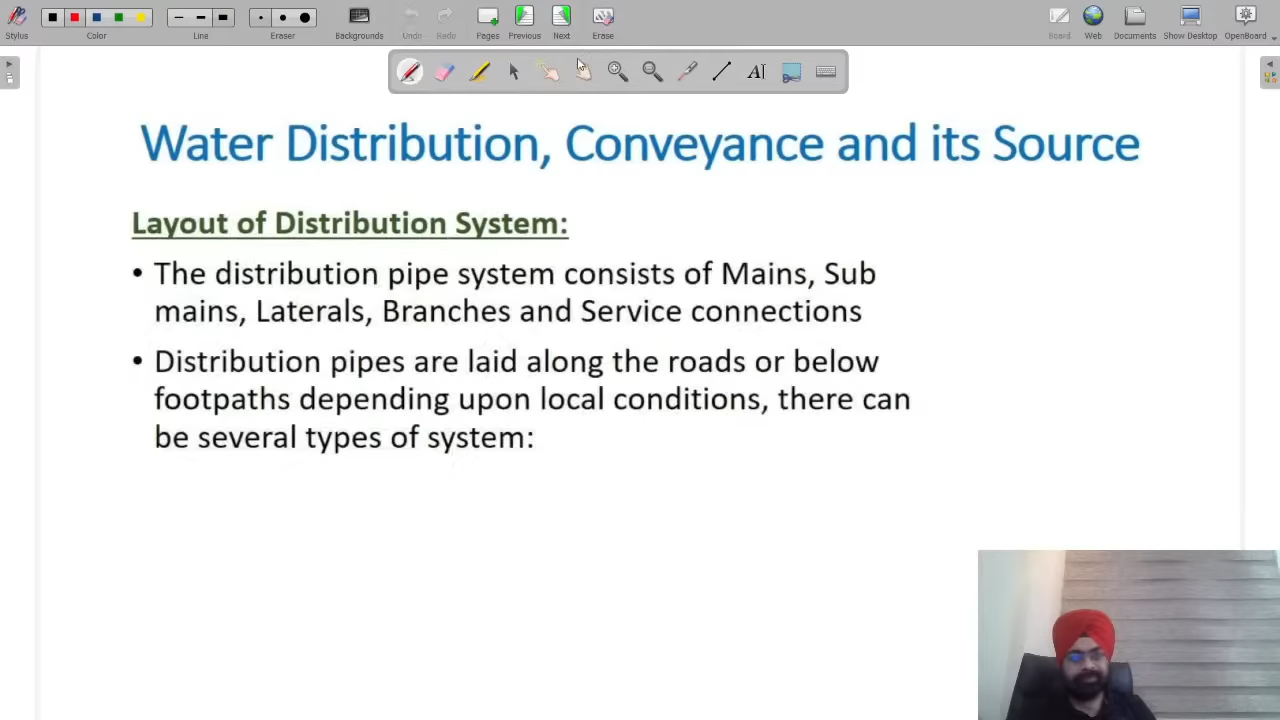 Stylus
Color
Line
Eraser
Backgrounds
Undo
Redo
Pages
Previous
Next
Erase
Board
Web
Documents
Show Desktop
OpenBoard
Water Distribution, Conveyance and its Source
Layout of Distribution System:
• The distribution pipe system consists of Mains, Sub
mains, Laterals, Branches and Service connections
• Distribution pipes are laid along the roads or below
footpaths depending upon local conditions, there can
be several types of system: